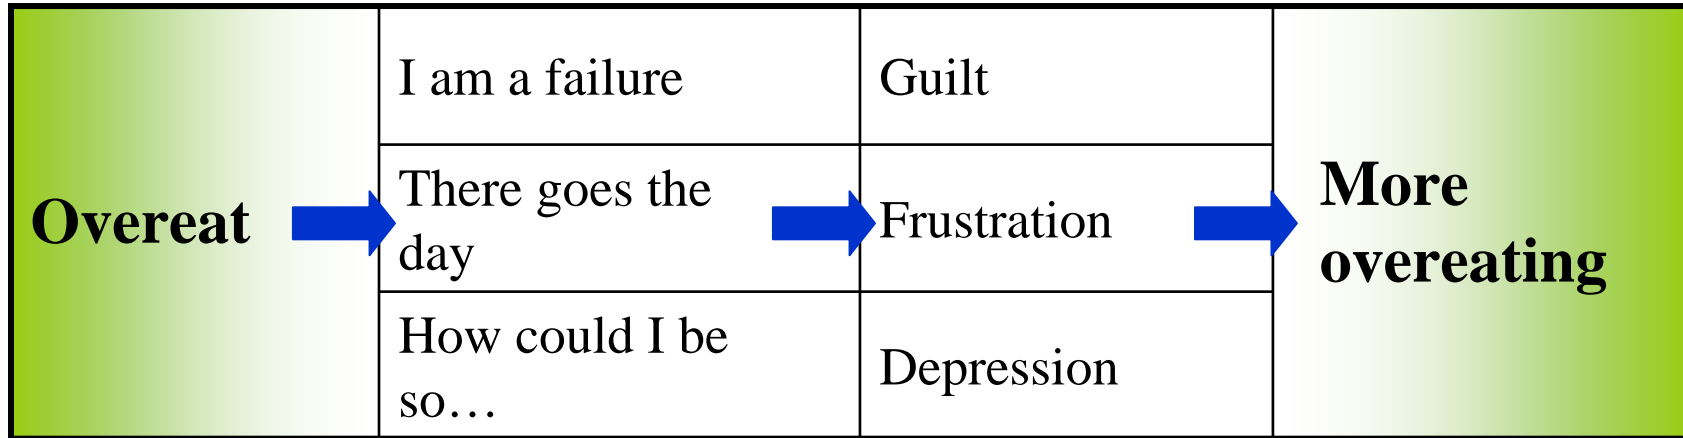 Overeat
I am a failure
There goes the
day
How could I be
so…
Guilt
Frustration
Depression
More
overeating